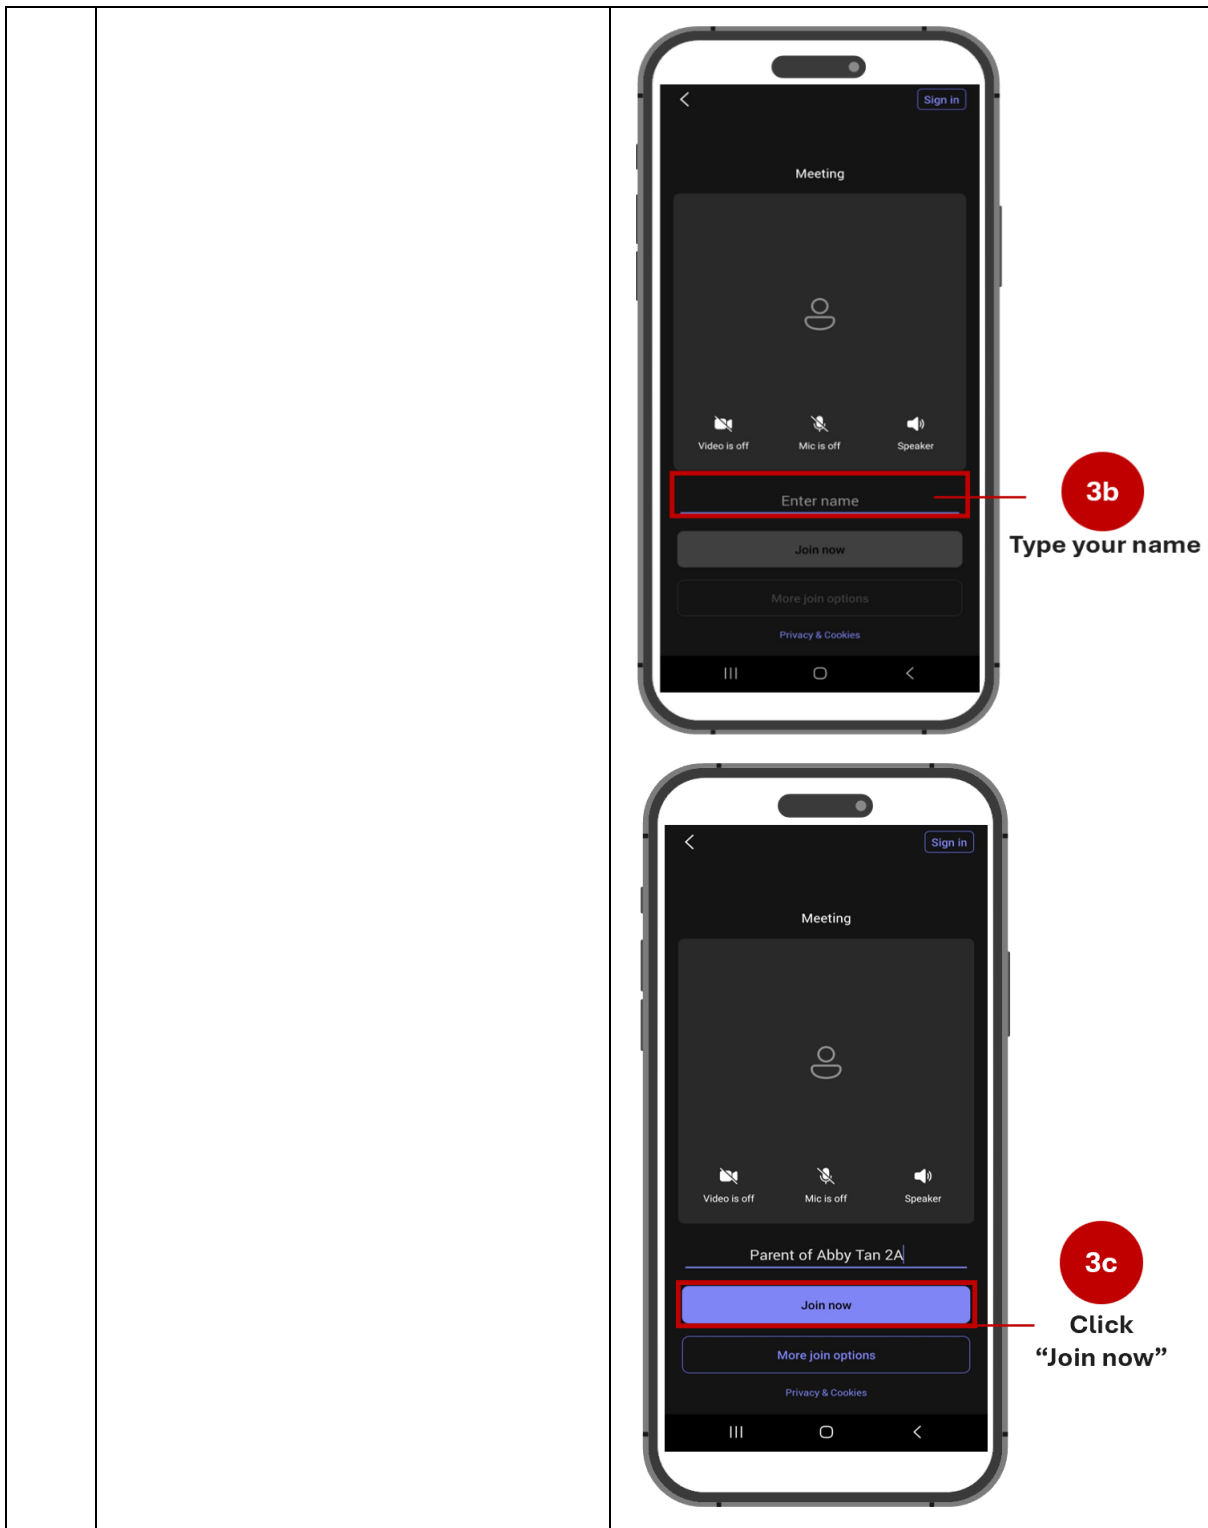 Sign in
Meeting
Video is off
Mic is off
Speaker
Enter name
3b
Type your name
Join now
More join options
Privacy & Cookies
Sign in
Meeting
Video is off
Mic is off
Speaker
Parent of Abby Tan 2A
Join now
3c
Click
“Join now”
More join options
Privacy & Cookies